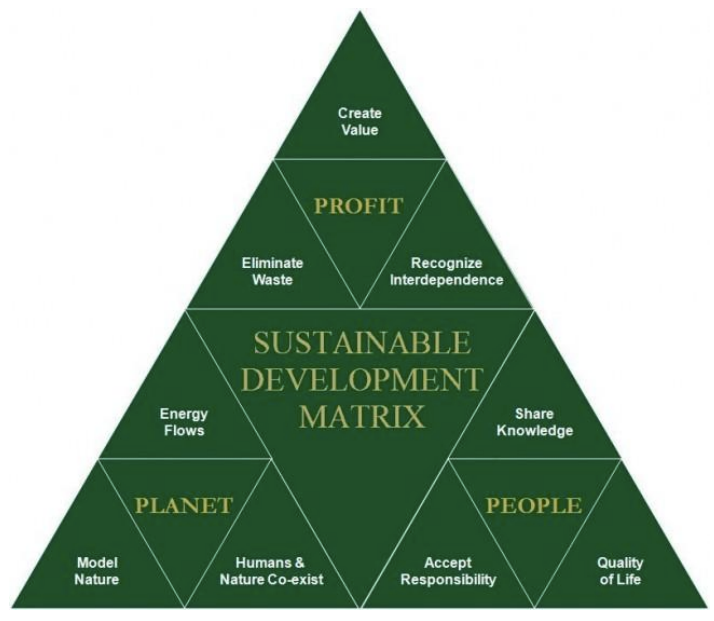 Create
Value
PROFIT
Eliminate
Waste
Recognize
Interdependence
SUSTAINABLE
DEVELOPMENT
MATRIX
Energy
Flows
Share
Knowledge
PLANET
PEOPLE
Model
Nature
Humans &
Nature Co-exist
Accept
Responsibility
Quality
of Life